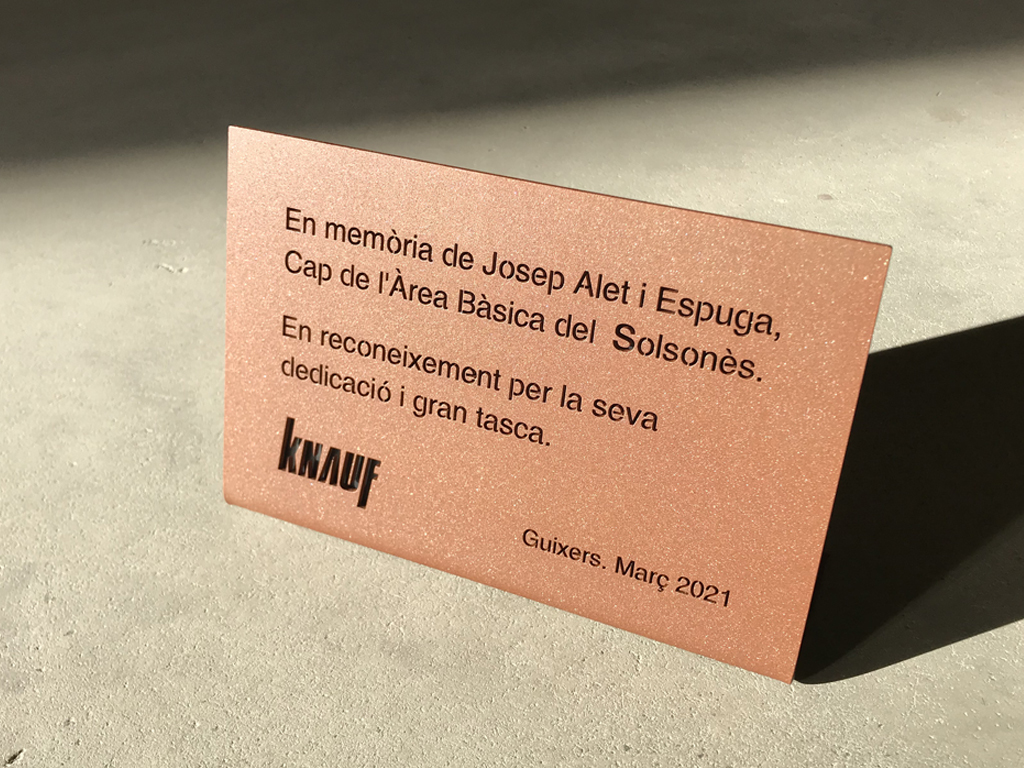 En memòria de Josep Alet i Espuga,
Cap de l'Àrea Bàsica del Solsonès.
En reconeixement per la seva
dedicació i gran tasca.
KNAUF
Guixers. Març 2021